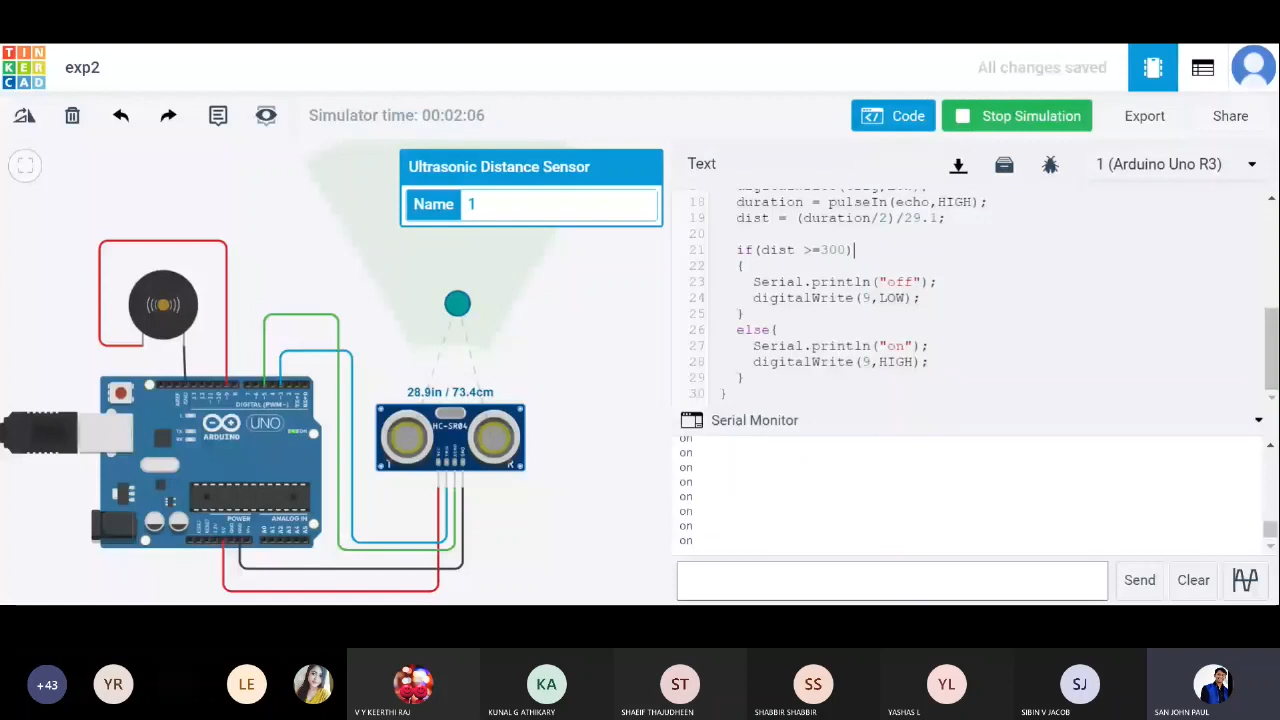 TIN
KER
CAD
exp2
All changes saved
Simulator time: 00:02:06
Code
Stop Simulation
Export
Share
Ultrasonic Distance Sensor
Name 1
Text
1 (Arduino Uno R3)
18 duration = pulseIn(echo,HIGH);
19 dist = (duration/2)/29.1;
20
21 if(dist >=300)
22 {
23 Serial.println("off");
24 digitalWrite(9,LOW);
25 }
26 else{
27 Serial.println("on");
28 digitalWrite(9,HIGH);
29 }
30 }
28.9in / 73.4cm
HC-SR04
DIGITAL (PWM~)
UNO
ARDUINO
POWER
ANALOG IN
Serial Monitor
on
on
on
on
on
on
on
on
Send
Clear
+43
YR
LE
KA
ST
SS
YL
SJ
V Y KEERTHI RAJ
KUNAL G ATHIKARY
SHAEIF THAJUDHEEN
SHABBIR SHABBIR
YASHAS L
SIBIN V JACOB
SAN JOHN PAUL